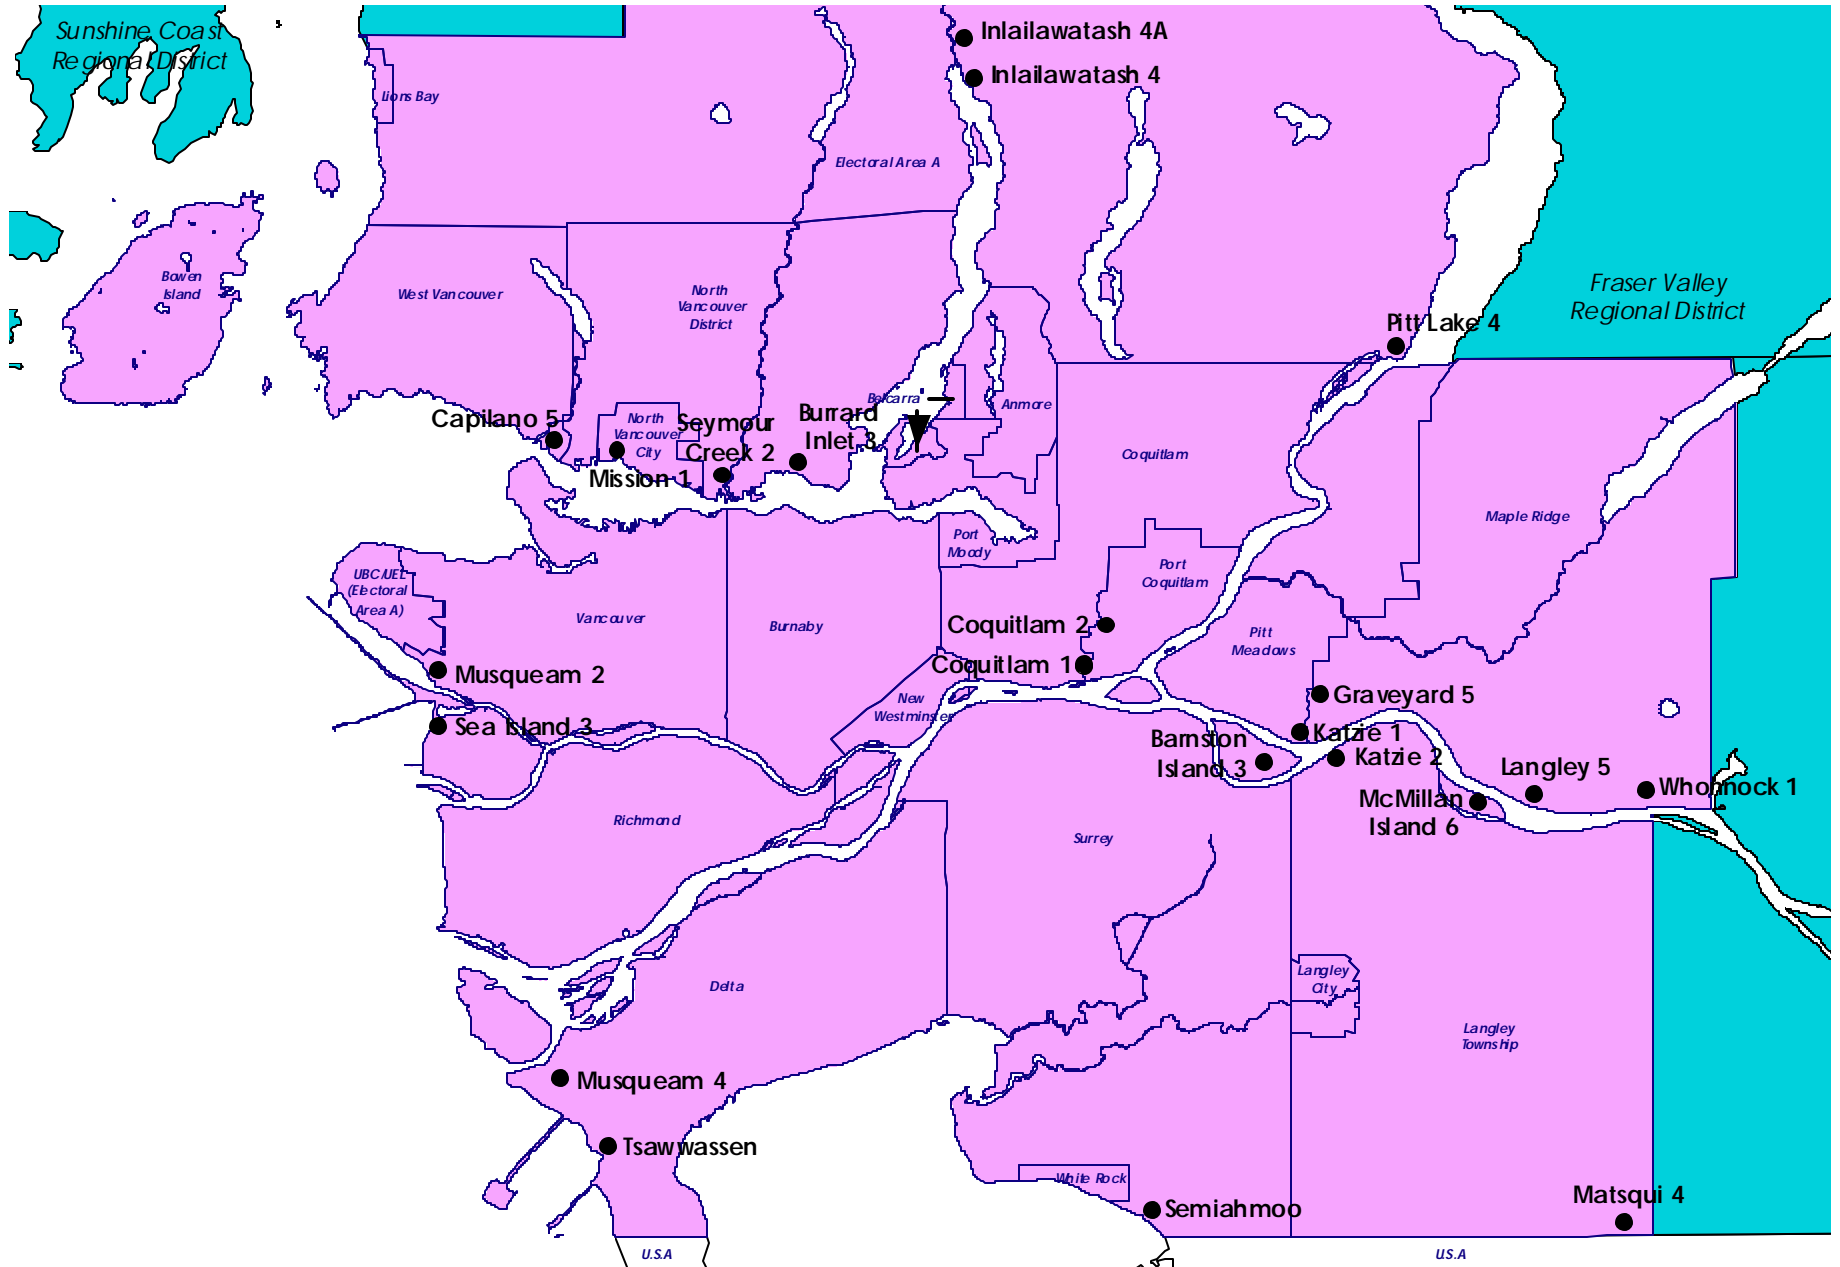 Sunshine Coast
Regional District
Inlailawatash 4A
Inlailawatash 4
Lions Bay
Electoral Area A
Bowen
Island
West Vancouver
North
Vancouver
District
Fraser Valley
Regional District
Pitt Lake 4
Belcarra
Anmore
Capilano 5
North
Vancouver
City
Seymour
Creek 2
Burrard
Inlet 3
Mission 1
Coquitlam
Maple Ridge
Port
Moody
Port
Coquitlam
UBC/UEL
(Electoral
Area A)
Vancouver
Burnaby
Coquitlam 2
Pitt
Meadows
Coquitlam 1
Musqueam 2
New
Westminster
Graveyard 5
Sea Island 3
Katzie 1
Barnston
Island 3
Katzie 2
Langley 5
Whonnock 1
McMillan
Island 6
Richmond
Surrey
Langley
City
Delta
Langley
Township
Musqueam 4
Tsawwassen
White Rock
Semiahmoo
Matsqui 4
U.S.A
U.S.A